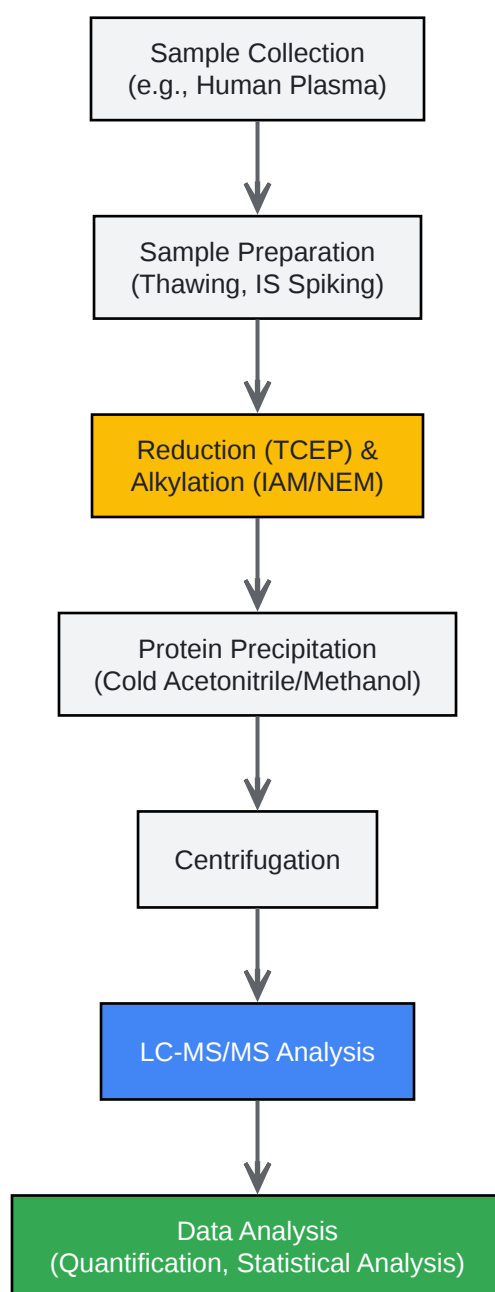 Sample Collection
(e.g., Human Plasma)
Sample Preparation
(Thawing, IS Spiking)
Reduction (TCEP) &
Alkylation (IAM/NEM)
Protein Precipitation
(Cold Acetonitrile/Methanol)
Centrifugation
LC-MS/MS Analysis
Data Analysis
(Quantification, Statistical Analysis)